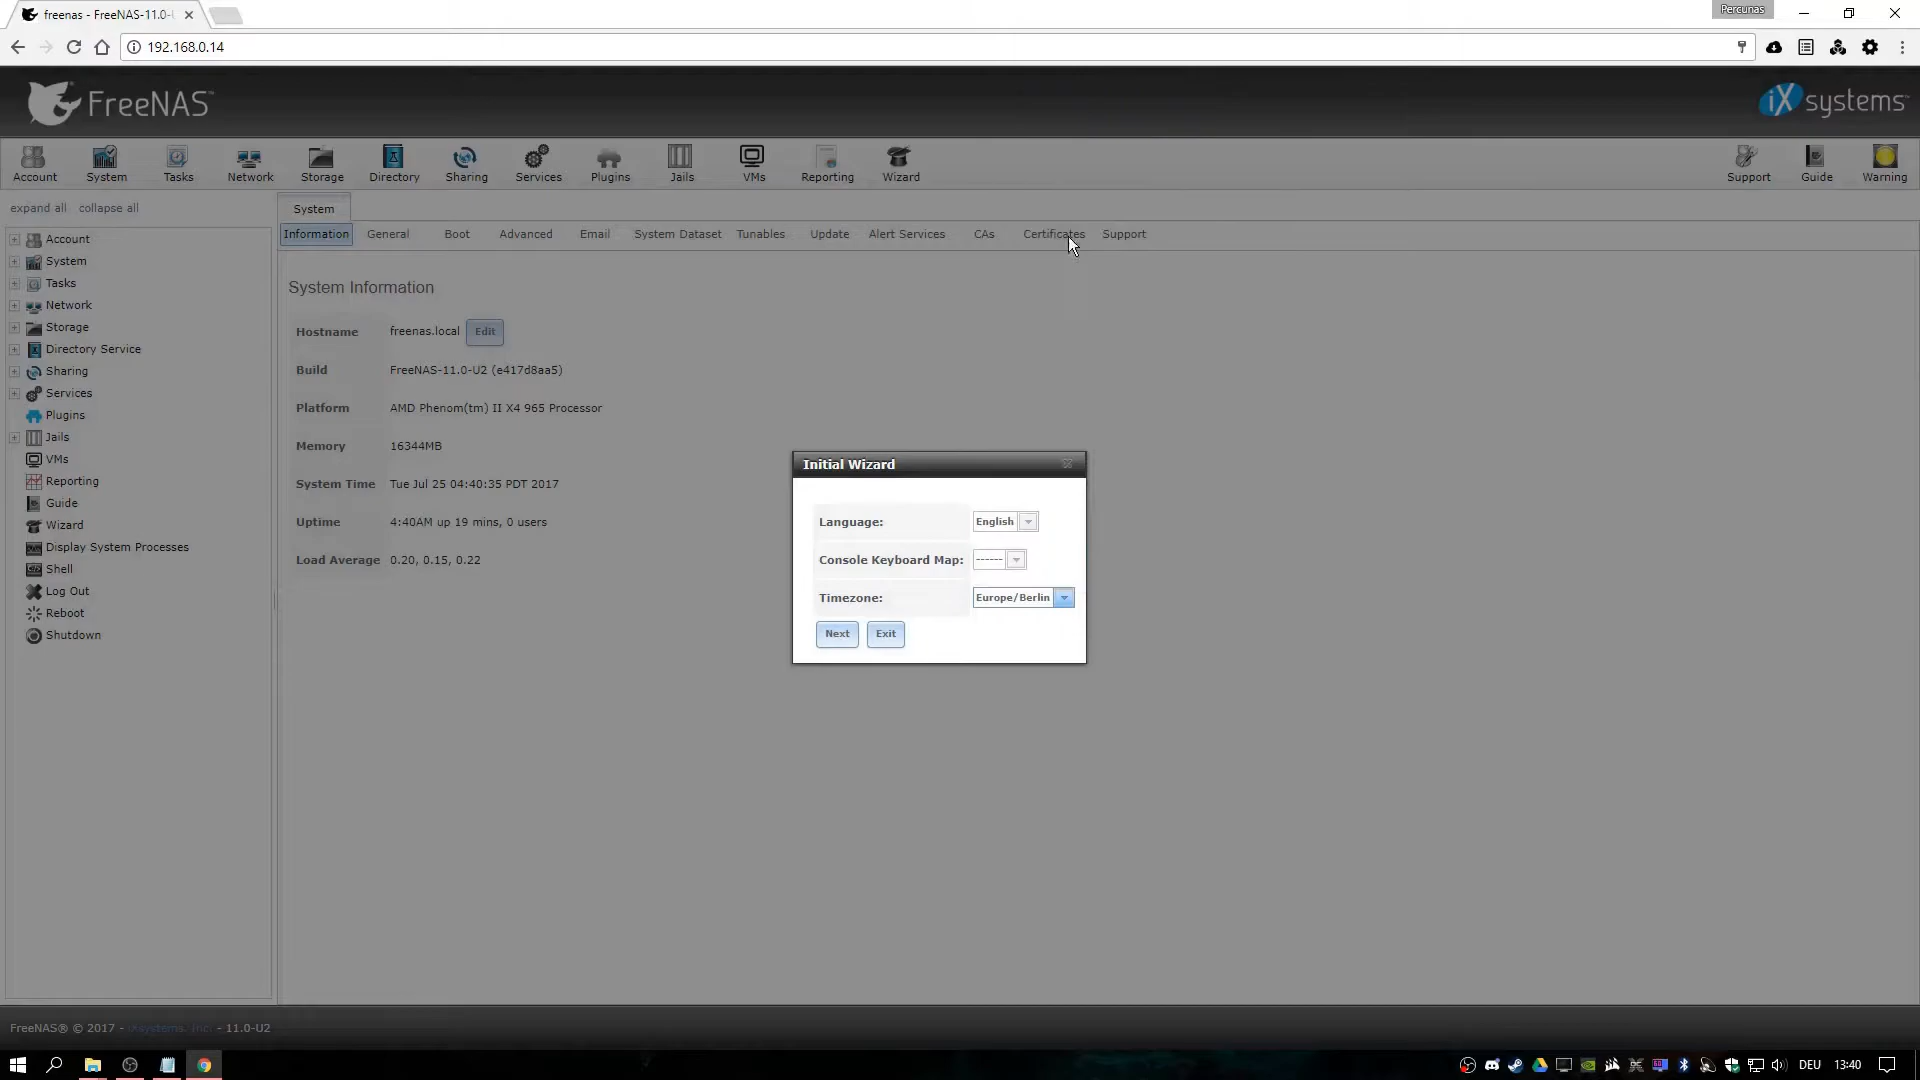 freenas - FreeNAS-11.0-U
Percunas
192.168.0.14
FreeNAS™
iX systems™
Account System Tasks Network Storage Directory Sharing Services Plugins Jails VMs Reporting Wizard Support Guide Warning
expand all collapse all
System
Information General Boot Advanced Email System Dataset Tunables Update Alert Services CAs Certificates Support
Account
System
Tasks
Network
Storage
Directory Service
Sharing
Services
Plugins
Jails
VMs
Reporting
Guide
Wizard
Display System Processes
Shell
Log Out
Reboot
Shutdown
System Information
Hostname freenas.local Edit
Build FreeNAS-11.0-U2 (e417d8aa5)
Platform AMD Phenom(tm) II X4 965 Processor
Memory 16344MB
System Time Tue Jul 25 04:40:35 PDT 2017
Uptime 4:40AM up 19 mins, 0 users
Load Average 0.20, 0.15, 0.22
Initial Wizard
Language: English
Console Keyboard Map: ------
Timezone: Europe/Berlin
Next Exit
FreeNAS® © 2017 - iXsystems, Inc. - 11.0-U2
DEU 13:40